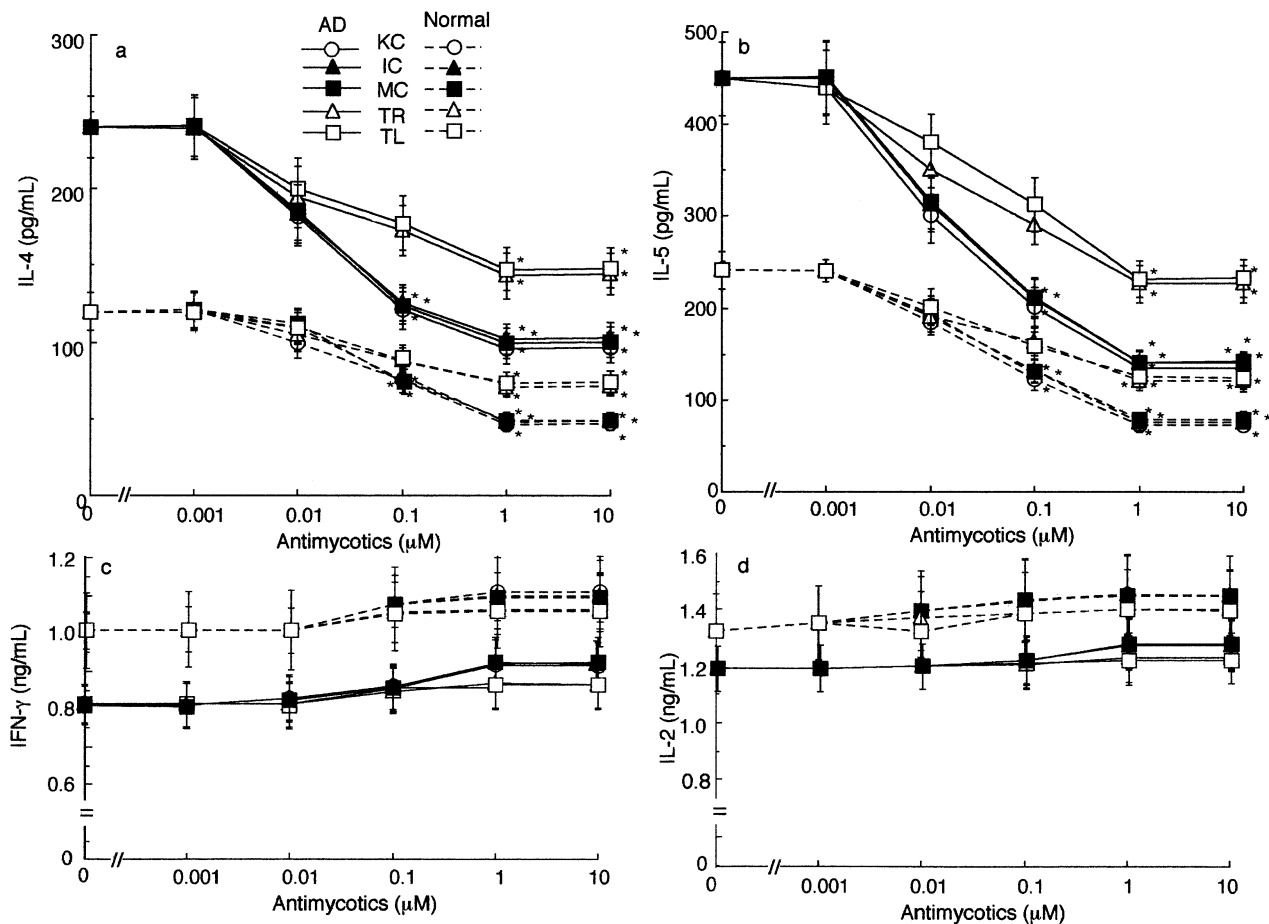 a
AD
Normal
KC
IC
MC
TR
TL
300
200
100
0
IL-4 (pg/mL)
0
0.001
0.01
0.1
1
10
Antimycotics (μM)
b
500
450
400
350
300
250
200
150
100
50
0
IL-5 (pg/mL)
0
0.001
0.01
0.1
1
10
Antimycotics (μM)
c
1.2
1.0
0.8
0.6
0
IFN-γ (ng/mL)
0
0.001
0.01
0.1
1
10
Antimycotics (μM)
d
1.6
1.4
1.2
1.0
0.8
0
IL-2 (ng/mL)
0
0.001
0.01
0.1
1
10
Antimycotics (μM)